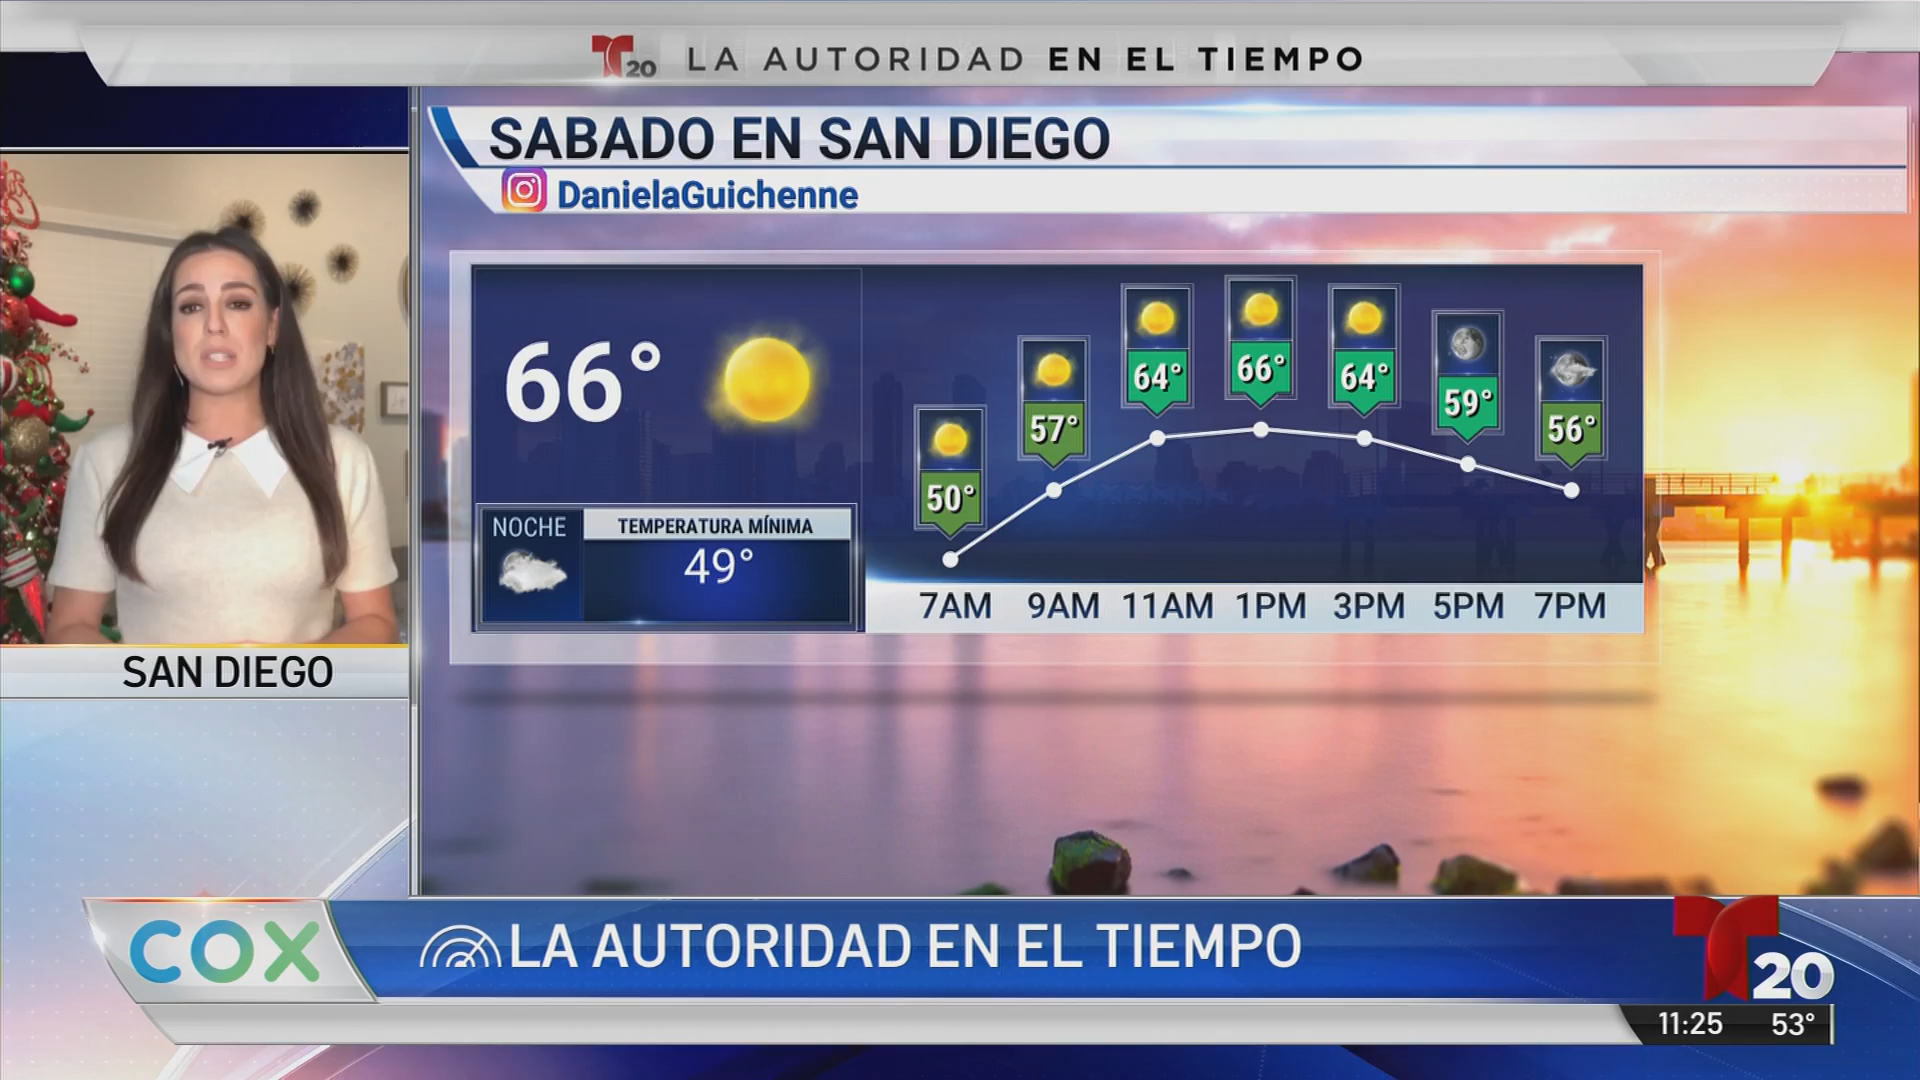 T20 LA AUTORIDAD EN EL TIEMPO
SABADO EN SAN DIEGO
DanielaGuichenne
66°
NOCHE
TEMPERATURA MÍNIMA
49°
50° 57° 64° 66° 64° 59° 56°
7AM 9AM 11AM 1PM 3PM 5PM 7PM
SAN DIEGO
COX
LA AUTORIDAD EN EL TIEMPO
T20
11:25 53°